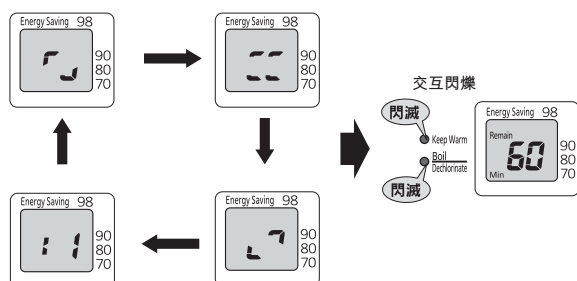 Energy Saving 98
90
80
70
Energy Saving 98
90
80
70
Energy Saving 98
11
90
80
70
Energy Saving 98
90
80
70
交互閃爍
閃滅
Keep Warm
Boil
Dechlorinate
閃滅
Energy Saving 98
Remain
60
Min
90
80
70